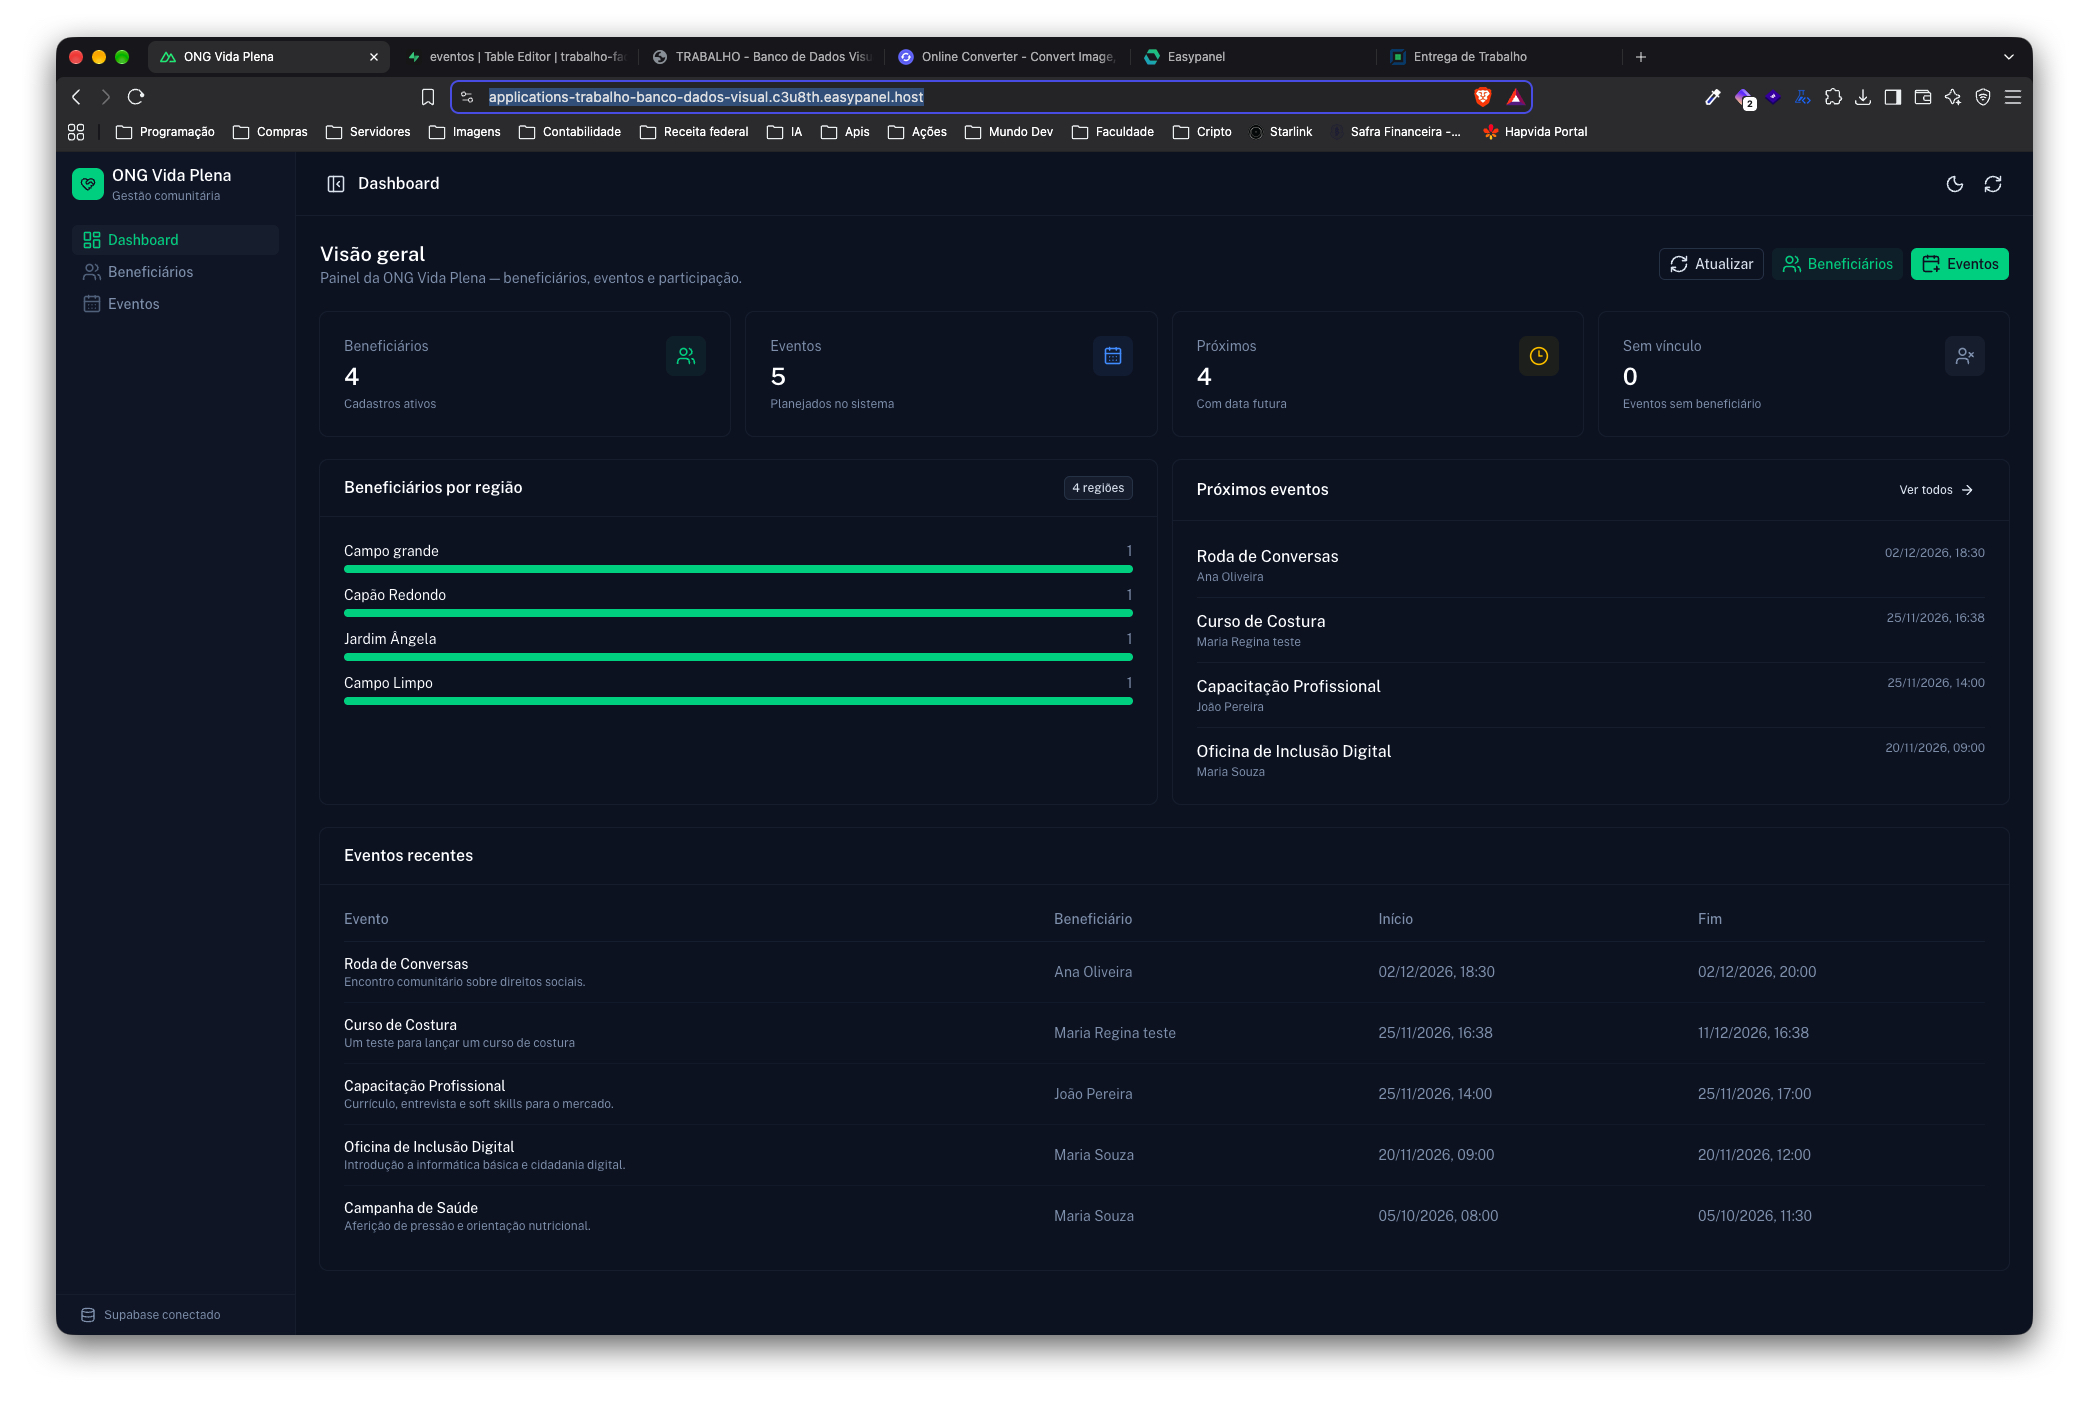 ONG Vida Plena
eventos | Table Editor | trabalho-fa
TRABALHO - Banco de Dados Visu
Online Converter - Convert Image,
Easypanel
Entrega de Trabalho
applications-trabalho-banco-dados-visual.c3u8th.easypanel.host
2
Programação
Compras
Servidores
Imagens
Contabilidade
Receita federal
IA
Apis
Ações
Mundo Dev
Faculdade
Cripto
Starlink
Safra Financeira -...
Hapvida Portal
ONG Vida Plena
Gestão comunitária
Dashboard
Beneficiários
Eventos
Supabase conectado
Dashboard
Visão geral
Painel da ONG Vida Plena — beneficiários, eventos e participação.
Atualizar
Beneficiários
Eventos
Beneficiários
4
Cadastros ativos
Eventos
5
Planejados no sistema
Próximos
4
Com data futura
Sem vínculo
0
Eventos sem beneficiário
Beneficiários por região
4 regiões
Campo grande 1
Capão Redondo 1
Jardim Ângela 1
Campo Limpo 1
Próximos eventos
Ver todos
Roda de Conversas 02/12/2026, 18:30
Ana Oliveira
Curso de Costura 25/11/2026, 16:38
Maria Regina teste
Capacitação Profissional 25/11/2026, 14:00
João Pereira
Oficina de Inclusão Digital 20/11/2026, 09:00
Maria Souza
Eventos recentes
Evento Beneficiário Início Fim
Roda de Conversas
Encontro comunitário sobre direitos sociais.
Ana Oliveira 02/12/2026, 18:30 02/12/2026, 20:00
Curso de Costura
Um teste para lançar um curso de costura
Maria Regina teste 25/11/2026, 16:38 11/12/2026, 16:38
Capacitação Profissional
Currículo, entrevista e soft skills para o mercado.
João Pereira 25/11/2026, 14:00 25/11/2026, 17:00
Oficina de Inclusão Digital
Introdução a informática básica e cidadania digital.
Maria Souza 20/11/2026, 09:00 20/11/2026, 12:00
Campanha de Saúde
Aferição de pressão e orientação nutricional.
Maria Souza 05/10/2026, 08:00 05/10/2026, 11:30